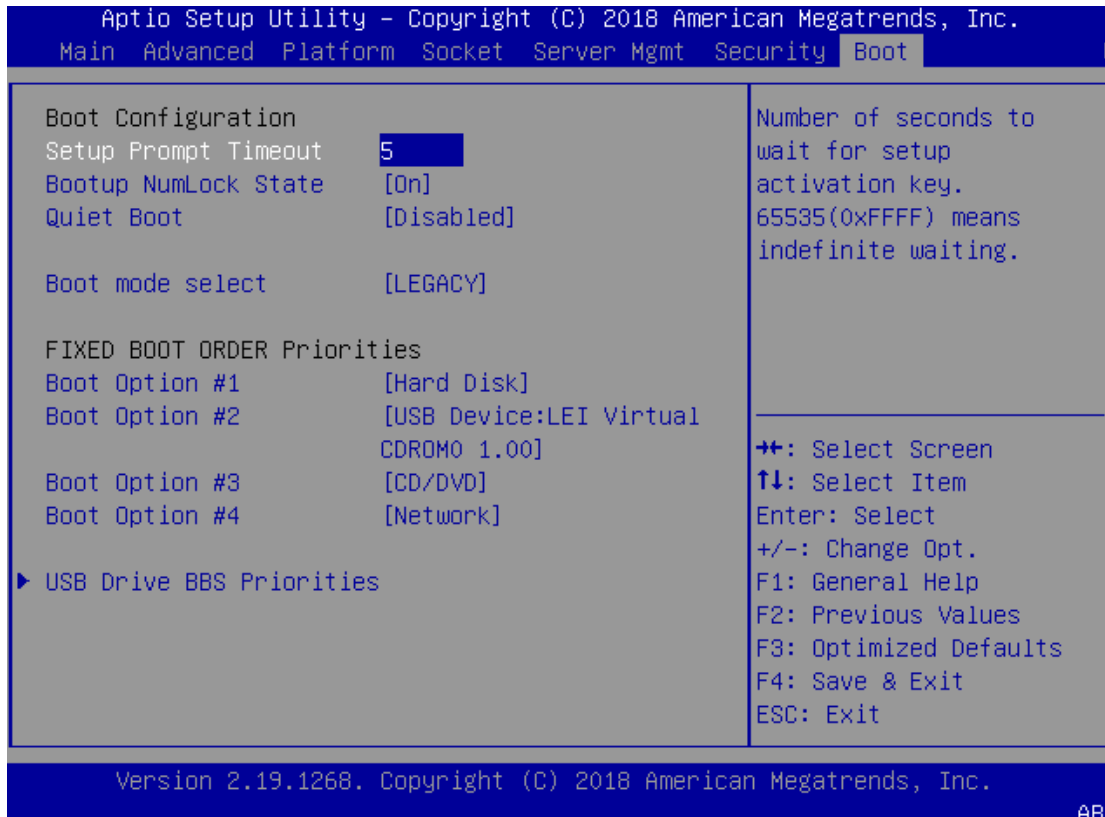 Aptio Setup Utility – Copyright (C) 2018 American Megatrends, Inc.
Main Advanced Platform Socket Server Mgmt Security Boot
Boot Configuration
Setup Prompt Timeout 5
Bootup NumLock State [On]
Quiet Boot [Disabled]
Boot mode select [LEGACY]
FIXED BOOT ORDER Priorities
Boot Option #1 [Hard Disk]
Boot Option #2 [USB Device:LEI Virtual
CDROM0 1.00]
Boot Option #3 [CD/DVD]
Boot Option #4 [Network]
▶ USB Drive BBS Priorities
Number of seconds to
wait for setup
activation key.
65535(0xFFFF) means
indefinite waiting.
→←: Select Screen
↑↓: Select Item
Enter: Select
+/-: Change Opt.
F1: General Help
F2: Previous Values
F3: Optimized Defaults
F4: Save & Exit
ESC: Exit
Version 2.19.1268. Copyright (C) 2018 American Megatrends, Inc.
AB